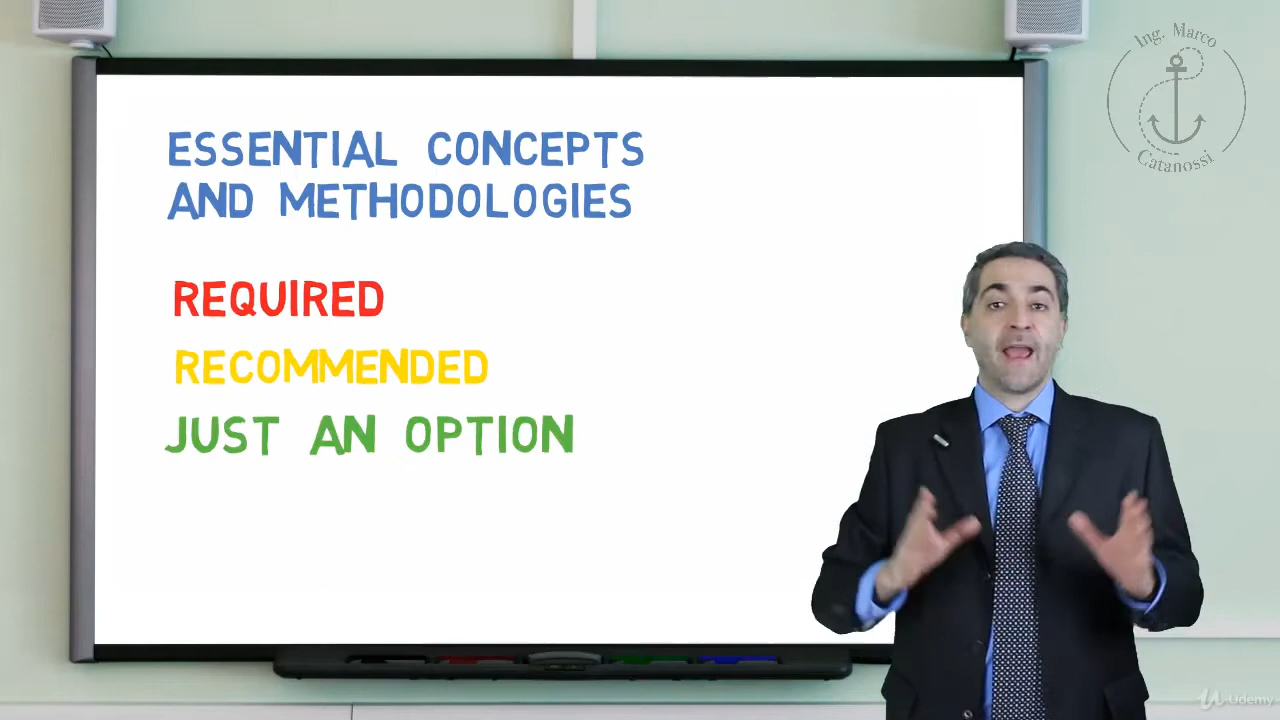 Ing. Marco
Catanossi
ESSENTIAL CONCEPTS
AND METHODOLOGIES
REQUIRED
RECOMMENDED
JUST AN OPTION
Udemy